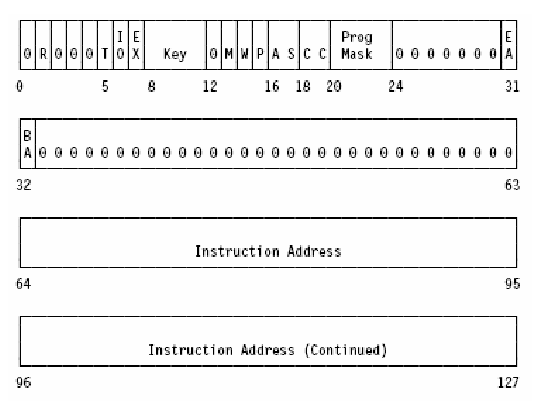 I E Prog E
0 R 0 0 0 T O X Key 0 M W P A S C C Mask 0 0 0 0 0 0 0 A
0 5 8 12 16 18 20 24 31
B
A 0 0 0 0 0 0 0 0 0 0 0 0 0 0 0 0 0 0 0 0 0 0 0 0 0 0 0 0 0 0 0
32 63
Instruction Address
64 95
Instruction Address (Continued)
96 127